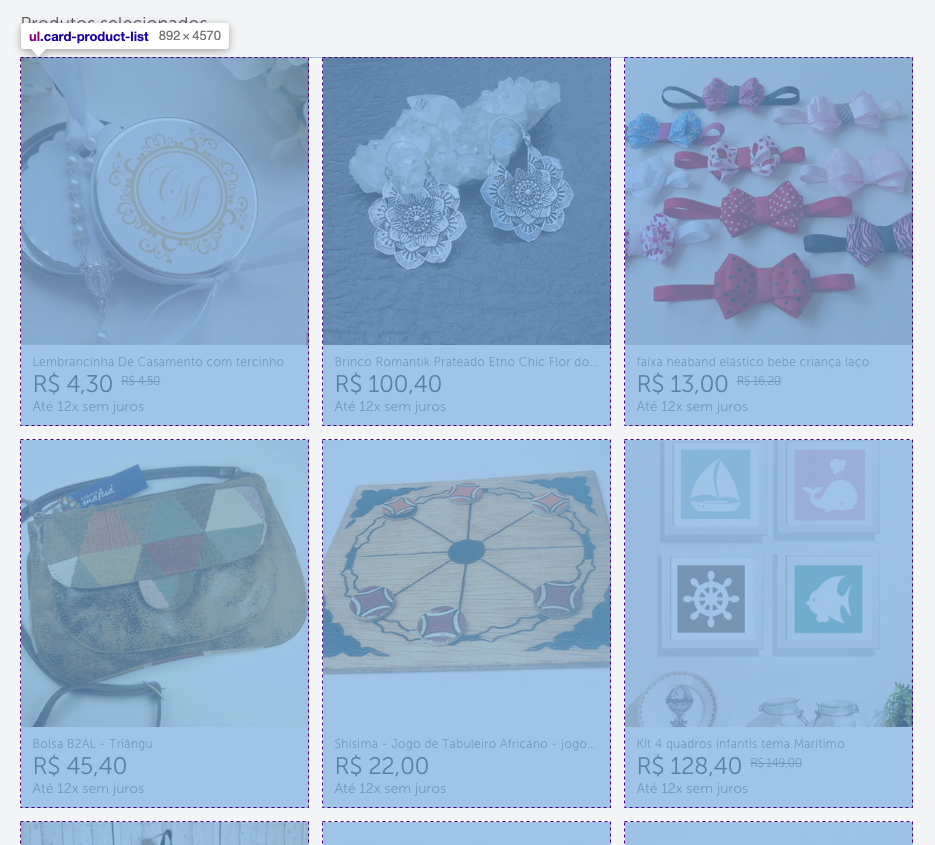 Produtos selecionados
ul.card-product-list 892 × 4570
CM
Lembrancinha De Casamento com tercinho
R$ 4,30 R$ 4,50
Até 12x sem juros
Brinco Romantik Prateado Etno Chic Flor do...
R$ 100,40
Até 12x sem juros
faixa heaband elástico bebe criança laço
R$ 13,00 R$ 16,20
Até 12x sem juros
Bolsa B2AL - Triângu
R$ 45,40
Até 12x sem juros
Shisima - Jogo de Tabuleiro Africano - jogo...
R$ 22,00
Até 12x sem juros
Kit 4 quadros infantis tema Marítimo
R$ 128,40 R$ 149,00
Até 12x sem juros